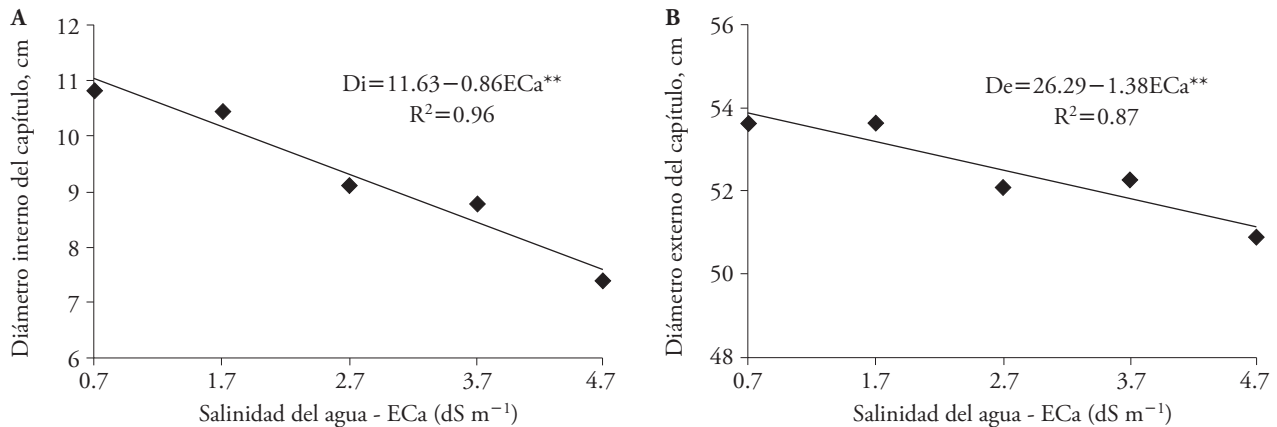 A
Diámetro interno del capítulo, cm
12
11
10
9
8
7
6
Di=11.63−0.86ECa**
R²=0.96
0.7 1.7 2.7 3.7 4.7
Salinidad del agua - ECa (dS m⁻¹)
B
Diámetro externo del capítulo, cm
56
54
52
50
48
De=26.29−1.38ECa**
R²=0.87
0.7 1.7 2.7 3.7 4.7
Salinidad del agua - ECa (dS m⁻¹)